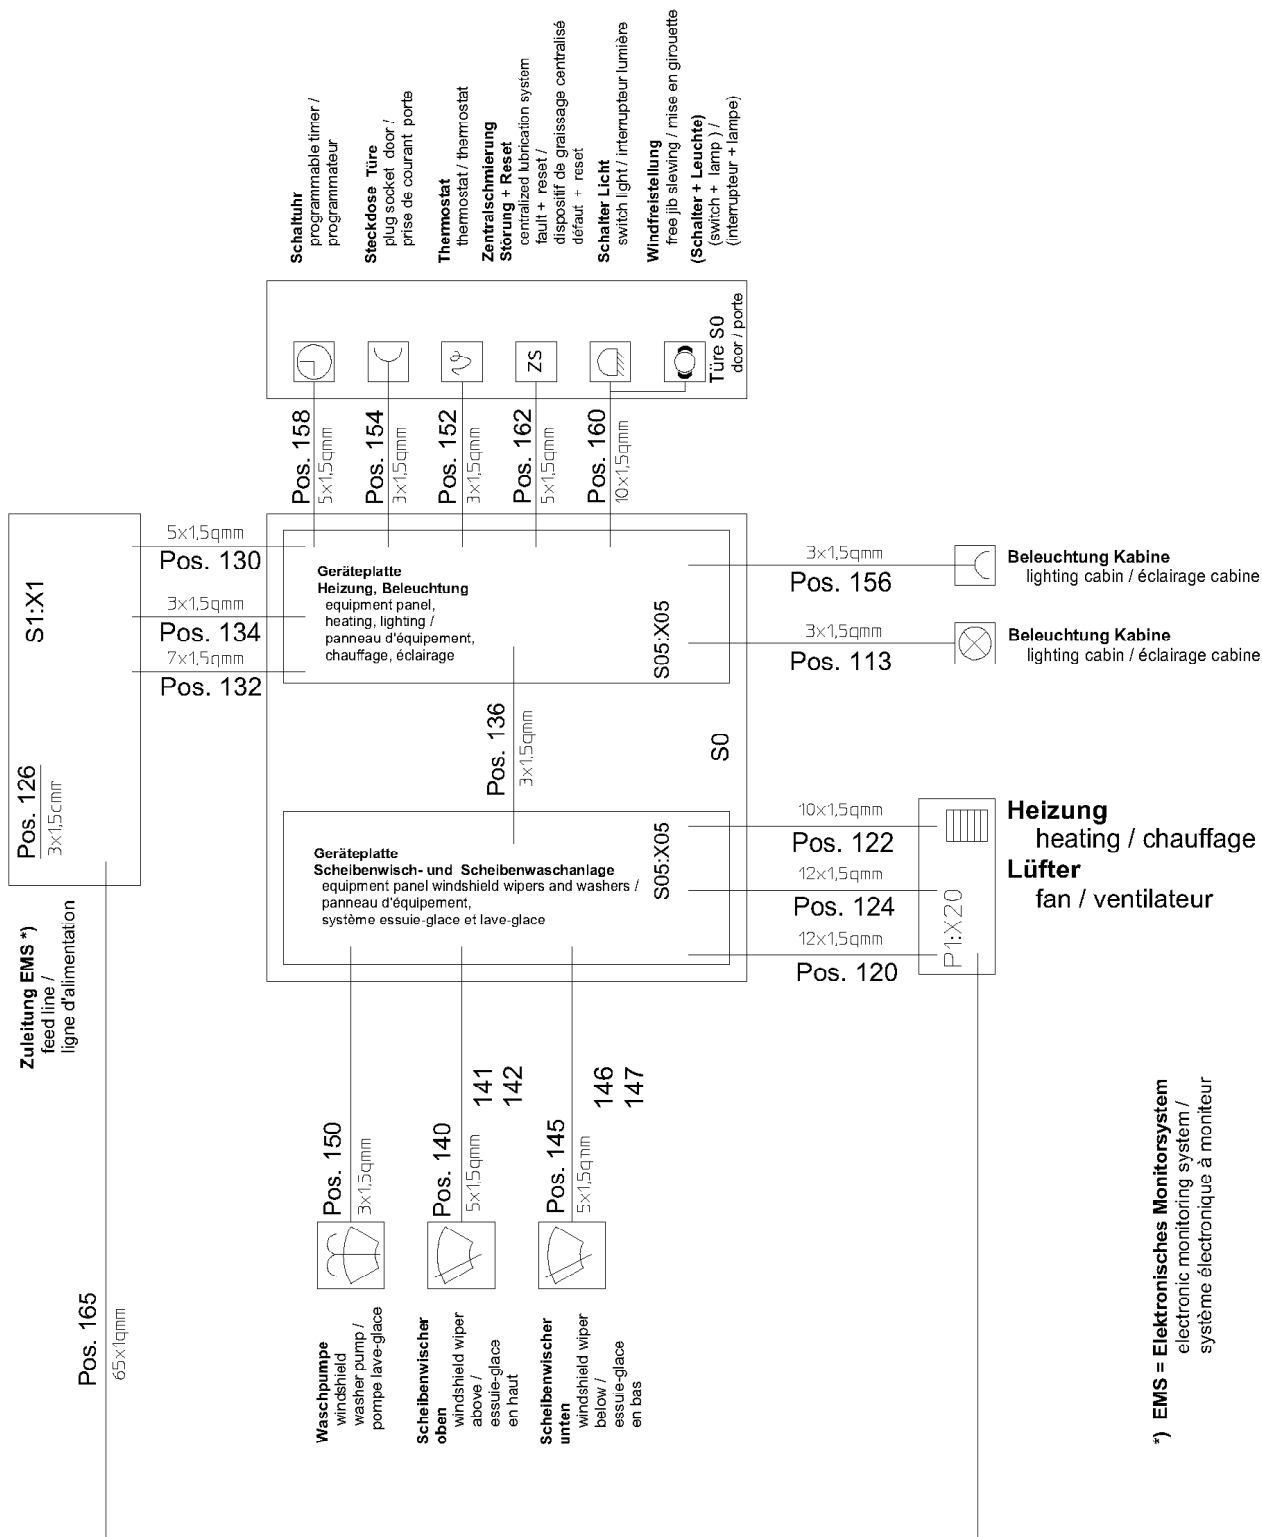 Schaltuhr
programmable timer /
programmateur
Steckdose Türe
plug socket door /
prise de courant porte
Thermostat
thermostat / thermostat
Zentralschmierung
Störung + Reset
centralized lubrication system
fault + reset /
dispositif de graissage centralisé
défaut + reset
Schalter Licht
switch light / interrupteur lumière
Windfreistellung
free jib slewing / mise en girouette
(Schalter + Leuchte)
(switch + lamp ) /
(interrupteur + lampe)
ZS
Türe S0
door / porte
Pos. 158
5x1,5qmm
Pos. 154
3x1,5qmm
Pos. 152
3x1,5qmm
Pos. 162
5x1,5qmm
Pos. 160
10x1,5qmm
S1:X1
5x1,5qmm
Pos. 130
3x1,5qmm
Pos. 134
7x1,5qmm
Pos. 132
Pos. 126
3x1,5cmm
Geräteplatte
Heizung, Beleuchtung
equipment panel,
heating, lighting /
panneau d'équipement,
chauffage, éclairage
S05:X05
3x1,5qmm
Pos. 156
Beleuchtung Kabine
lighting cabin / éclairage cabine
3x1,5qmm
Pos. 113
Beleuchtung Kabine
lighting cabin / éclairage cabine
Pos. 136
3x1.5qmm
S0
Geräteplatte
Scheibenwisch- und Scheibenwaschanlage
equipment panel windshield wipers and washers /
panneau d'équipement,
système essuie-glace et lave-glace
S05:X05
10x1,5qmm
Pos. 122
12x1,5qmm
Pos. 124
12x1,5qmm
Pos. 120
P1:X20
Heizung
heating / chauffage
Lüfter
fan / ventilateur
Zuleitung EMS *)
feed line /
ligne d'alimentation
Pos. 165
65x1qmm
Pos. 150
3x1.5qmm
Pos. 140
5x1,5qmm
141
142
Pos. 145
5x1,5qmm
146
147
Waschpumpe
windshield
washer pump /
pompe lave-glace
Scheibenwischer
oben
windshield wiper
above /
essuie-glace
en haut
Scheibenwischer
unten
windshield wiper
below /
essuie-glace
en bas
*) EMS = Elektronisches Monitorsystem
electronic monitoring system /
système électronique à moniteur